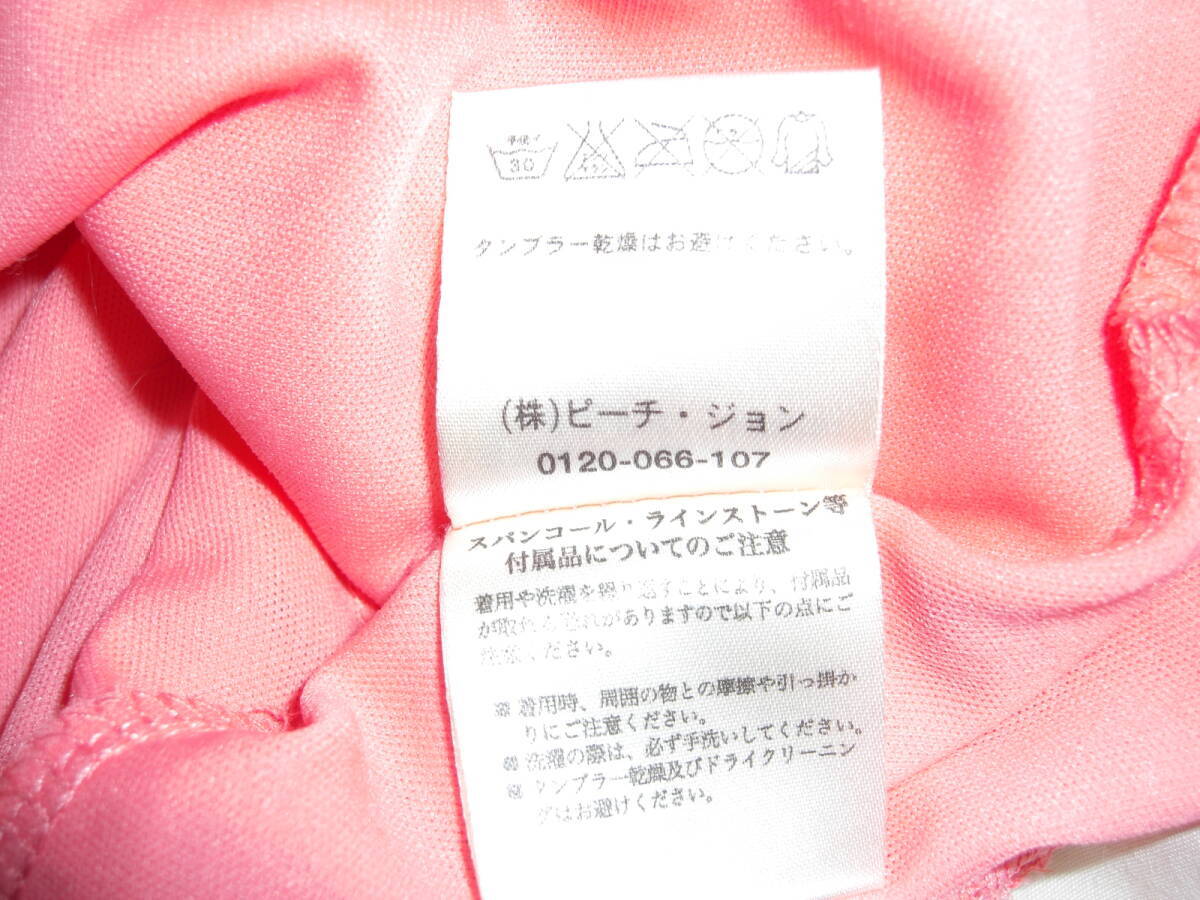 手洗イ
30
タンブラー乾燥はお避けください。
(株)ピーチ・ジョン
0120-066-107
スパンコール・ラインストーン等
付属品についてのご注意
着用や洗濯を繰り返すことにより、付属品
が取れる恐れがありますので以下の点にご
注意ください。
※着用時、周囲の物との摩擦や引っ掛か
りにご注意ください。
※洗濯の際は、必ず手洗いしてください。
※タンブラー乾燥及びドライクリーニン
グはお避けください。